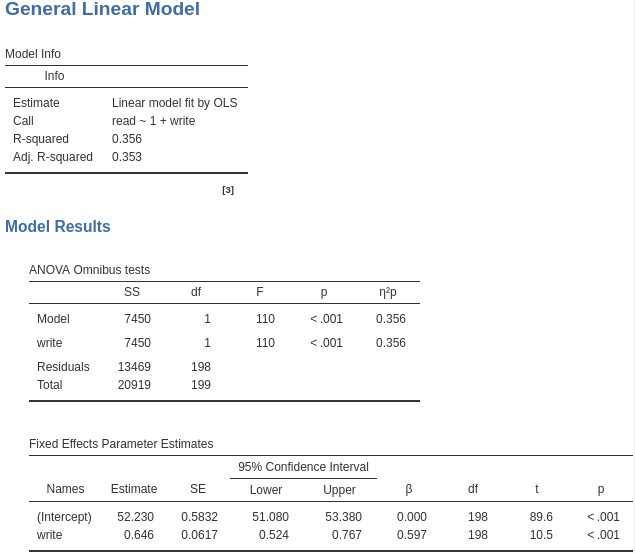 General Linear Model
Model Info
Info
Estimate Linear model fit by OLS
Call read ~ 1 + write
R-squared 0.356
Adj. R-squared 0.353
[3]
Model Results
ANOVA Omnibus tests
SS df F p η²p
Model 7450 1 110 < .001 0.356
write 7450 1 110 < .001 0.356
Residuals 13469 198
Total 20919 199
Fixed Effects Parameter Estimates
95% Confidence Interval
Names Estimate SE Lower Upper β df t p
(Intercept) 52.230 0.5832 51.080 53.380 0.000 198 89.6 < .001
write 0.646 0.0617 0.524 0.767 0.597 198 10.5 < .001